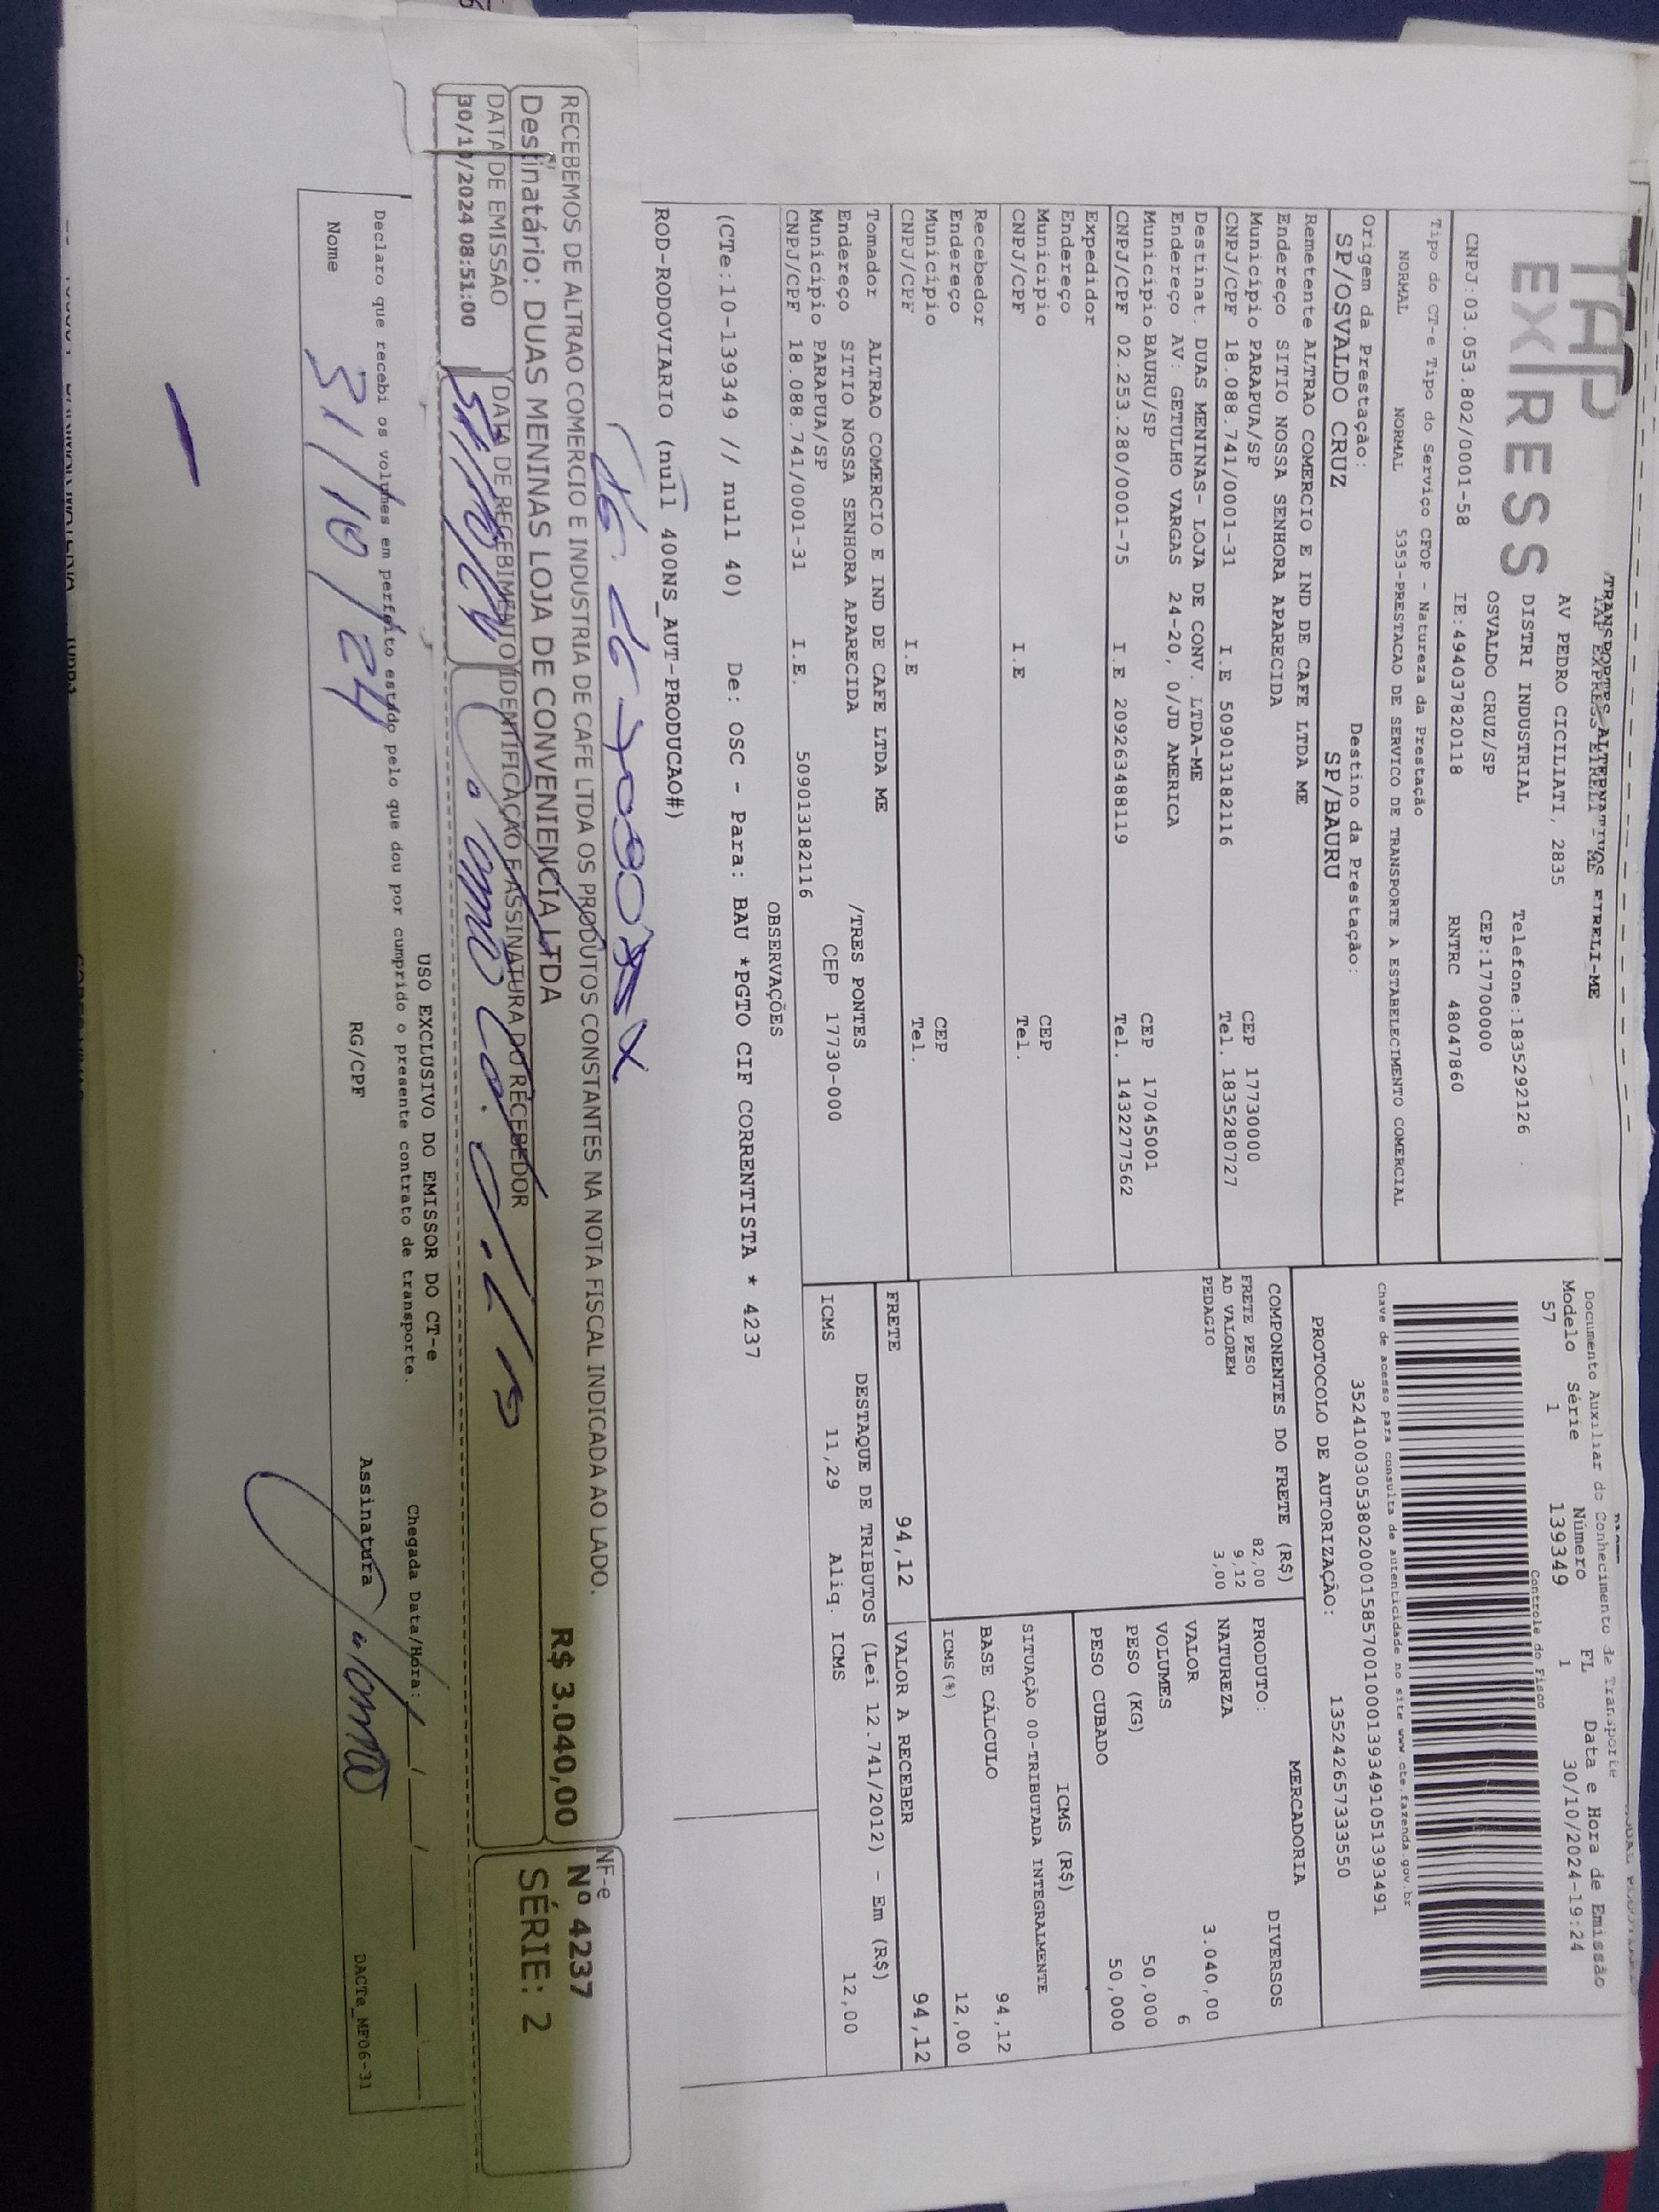 TAP
EXPRESS
AV PEDRO CICILIATI, 2835
DISTRI INDUSTRIAL Telefone:1835292126
OSVALDO CRUZ/SP CEP:17700000
CNPJ:03.053.802/0001-58 IE:494037820118 RNTRC 48047860
Documento Auxiliar do Conhecimento de Transporte
Modelo Série Número FL Data e Hora de Emissão
57 1 139349 1 30/10/2024-19:24
Controle do Fisco
Chave de acesso para consulta de autenticidade no site www.cte.fazenda.gov.br
35241003053802000158570010001393491051393491
PROTOCOLO DE AUTORIZAÇÃO: 135242657333550
Tipo do CT-e Tipo do Serviço CFOP - Natureza da Prestação
NORMAL NORMAL 5353-PRESTACAO DE SERVICO DE TRANSPORTE A ESTABELECIMENTO COMERCIAL
Origem da Prestação: Destino da Prestação:
SP/OSVALDO CRUZ SP/BAURU
Remetente ALTRAO COMERCIO E IND DE CAFE LTDA ME
Endereço SITIO NOSSA SENHORA APARECIDA
Município PARAPUA/SP CEP 17730000
CNPJ/CPF 18.088.741/0001-31 I.E 509013182116 Tel. 1835280727
Destinat. DUAS MENINAS- LOJA DE CONV. LTDA-ME
Endereço AV: GETULHO VARGAS 24-20, 0/JD AMERICA
Município BAURU/SP CEP 17045001
CNPJ/CPF 02.253.280/0001-75 I.E 209263488119 Tel. 1432277562
Expedidor
Endereço
Município CEP
CNPJ/CPF I.E Tel.
Recebedor
Endereço
Município CEP
CNPJ/CPF I.E Tel.
Tomador ALTRAO COMERCIO E IND DE CAFE LTDA ME
Endereço SITIO NOSSA SENHORA APARECIDA /TRES PONTES
Município PARAPUA/SP CEP 17730-000
CNPJ/CPF 18.088.741/0001-31 I.E. 509013182116
COMPONENTES DO FRETE (R$)
FRETE PESO 82,00
AD VALOREM 9,12
PEDAGIO 3,00
MERCADORIA
PRODUTO: DIVERSOS
NATUREZA
VALOR 3.040,00
VOLUMES 6
PESO (KG) 50,000
PESO CUBADO 50,000
ICMS (R$)
SITUAÇÃO 00-TRIBUTADA INTEGRALMENTE
BASE CÁLCULO 94,12
ICMS(%) 12,00
FRETE 94,12 VALOR A RECEBER 94,12
DESTAQUE DE TRIBUTOS (Lei 12.741/2012) - Em (R$)
ICMS 11,29 Aliq. ICMS 12,00
OBSERVAÇÕES
(CTe:10-139349 // null 40) De: OSC - Para: BAU *PGTO CIF CORRENTISTA * 4237
ROD-RODOVIARIO (null 400NS_AUT-PRODUCAO#)
RECEBEMOS DE ALTRAO COMERCIO E INDUSTRIA DE CAFE LTDA OS PRODUTOS CONSTANTES NA NOTA FISCAL INDICADA AO LADO.
Destinatário: DUAS MENINAS LOJA DE CONVENIENCIA LTDA R$ 3.040,00
DATA DE EMISSÃO DATA DE RECEBIMENTO IDENTIFICAÇÃO E ASSINATURA DO RECEBEDOR
30/10/2024 08:51:00
NF-e
Nº 4237
SÉRIE: 2
USO EXCLUSIVO DO EMISSOR DO CT-e
Chegada Data/Hora: __/__/__ __:__
Declaro que recebi os volumes em perfeito estado pelo que dou por cumprido o presente contrato de transporte.
Nome RG/CPF Assinatura
31/10/24
DACTe_MF06-31